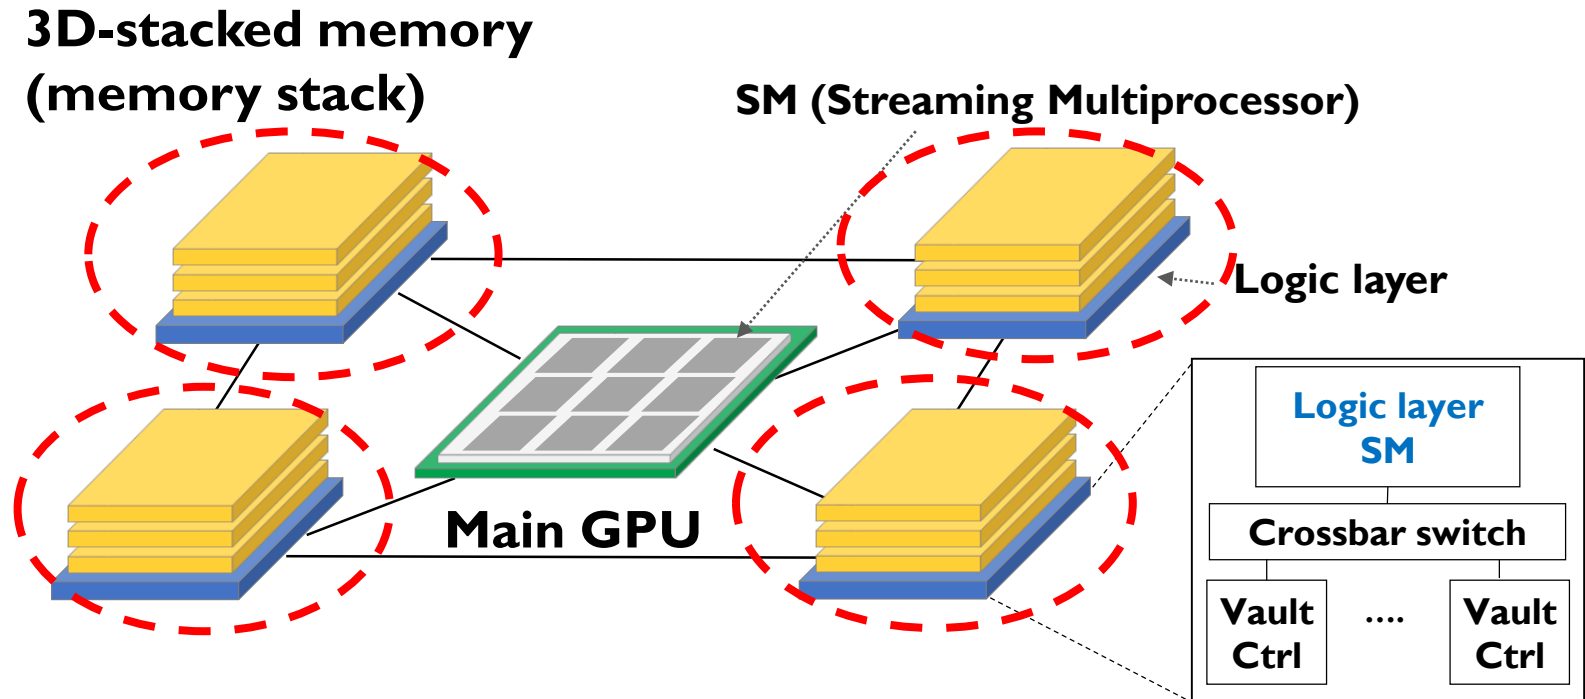 3D-stacked memory
(memory stack)
SM (Streaming Multiprocessor)
Logic layer
Main GPU
Logic layer
SM
Crossbar switch
Vault
Ctrl
....
Vault
Ctrl